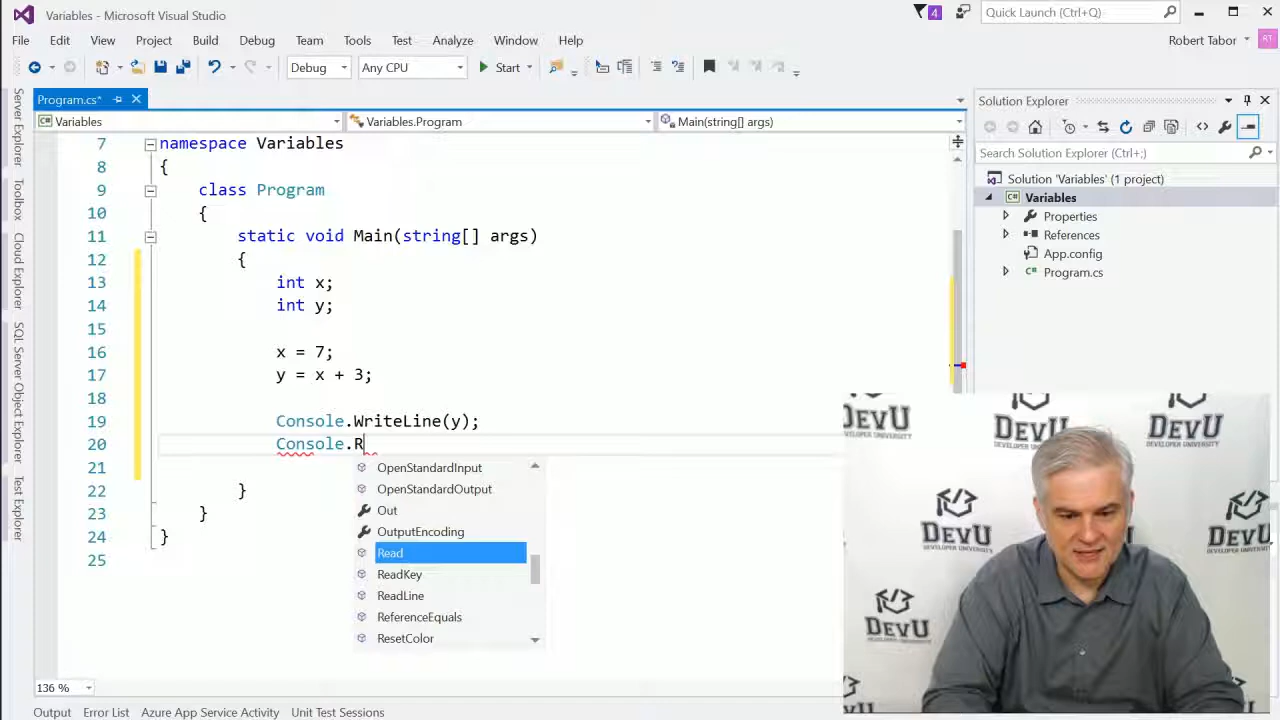 Variables - Microsoft Visual Studio
4
Quick Launch (Ctrl+Q)
File Edit View Project Build Debug Team Tools Test Analyze Window Help
Robert Tabor RT
Debug Any CPU Start
Server Explorer
Toolbox
Cloud Explorer
SQL Server Object Explorer
Test Explorer
Program.cs*
Variables Variables.Program Main(string[] args)
7 namespace Variables
8 {
9 class Program
10 {
11 static void Main(string[] args)
12 {
13 int x;
14 int y;
15
16 x = 7;
17 y = x + 3;
18
19 Console.WriteLine(y);
20 Console.R
21
22 }
23 }
24 }
25
OpenStandardInput
OpenStandardOutput
Out
OutputEncoding
Read
ReadKey
ReadLine
ReferenceEquals
ResetColor
136 %
Output Error List Azure App Service Activity Unit Test Sessions
Solution Explorer
Search Solution Explorer (Ctrl+;)
Solution 'Variables' (1 project)
Variables
Properties
References
App.config
C# Program.cs
DEVU
DEVELOPER UNIVERSITY